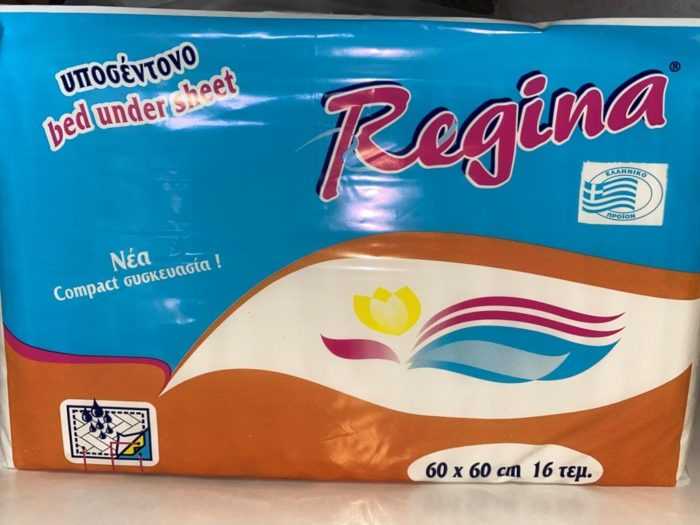 υποσέντονο
bed under sheet
Regina®
ΕΛΛΗΝΙΚΟ
ΠΡΟΪΟΝ
Νέα
Compact συσκευασία !
60 x 60 cm 16 τεμ.